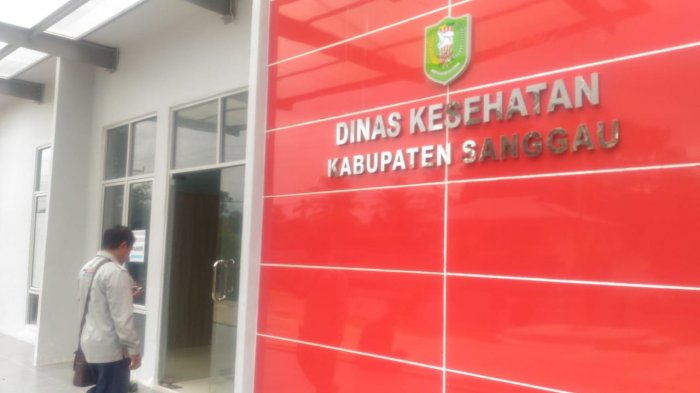 DINAS KESEHATAN
KABUPATEN SANGGAU